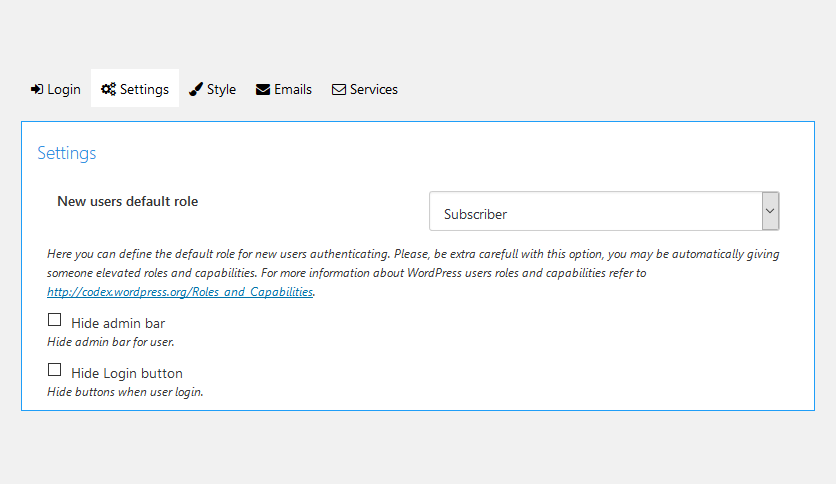 Login Settings Style Emails Services
Settings
New users default role Subscriber
Here you can define the default role for new users authenticating. Please, be extra carefull with this option, you may be automatically giving
someone elevated roles and capabilities. For more information about WordPress users roles and capabilities refer to
http://codex.wordpress.org/Roles_and_Capabilities.
Hide admin bar
Hide admin bar for user.
Hide Login button
Hide buttons when user login.